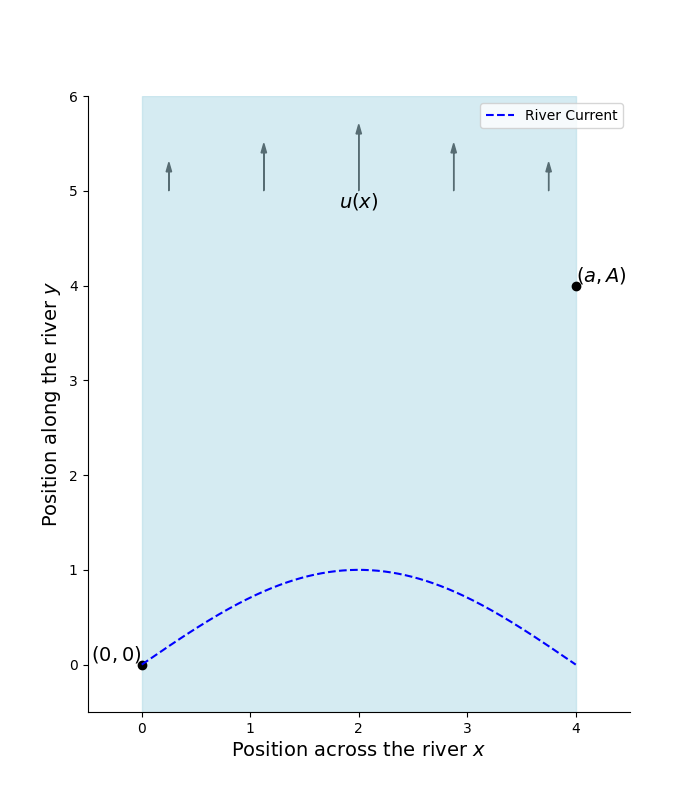 6
River Current
5
u(x)
(a, A)
4
3
2
1
(0, 0)
0
0 1 2 3 4
Position across the river x
Position along the river y